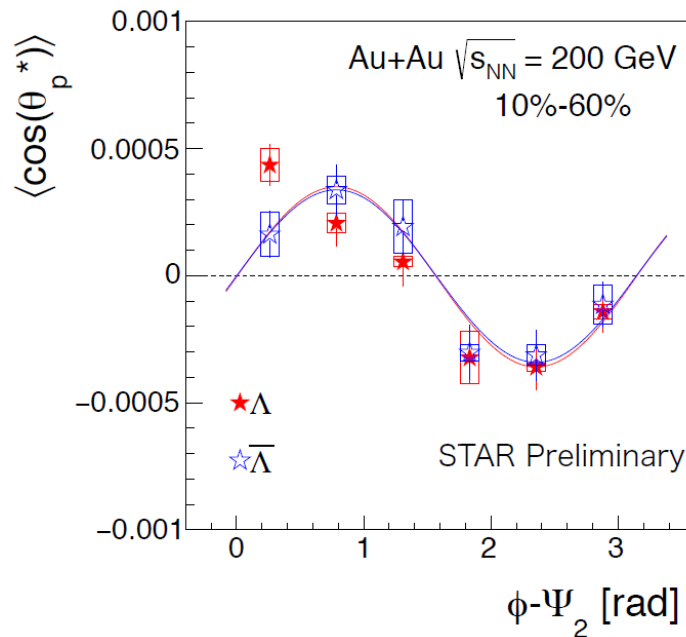 0.001
0.0005
0
−0.0005
−0.001
⟨cos(θp*)⟩
Au+Au √sNN = 200 GeV
10%-60%
Λ
Λ̅
STAR Preliminary
0 1 2 3
ϕ-Ψ2 [rad]